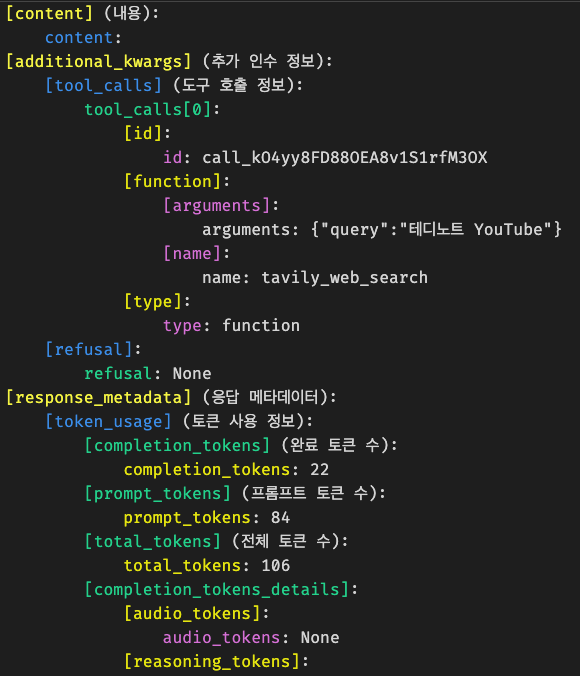 [content] (내용):
content:
[additional_kwargs] (추가 인수 정보):
[tool_calls] (도구 호출 정보):
tool_calls[0]:
[id]:
id: call_kO4yy8FD88OEA8v1S1rfM3OX
[function]:
[arguments]:
arguments: {"query":"테디노트 YouTube"}
[name]:
name: tavily_web_search
[type]:
type: function
[refusal]:
refusal: None
[response_metadata] (응답 메타데이터):
[token_usage] (토큰 사용 정보):
[completion_tokens] (완료 토큰 수):
completion_tokens: 22
[prompt_tokens] (프롬프트 토큰 수):
prompt_tokens: 84
[total_tokens] (전체 토큰 수):
total_tokens: 106
[completion_tokens_details]:
[audio_tokens]:
audio_tokens: None
[reasoning_tokens]: